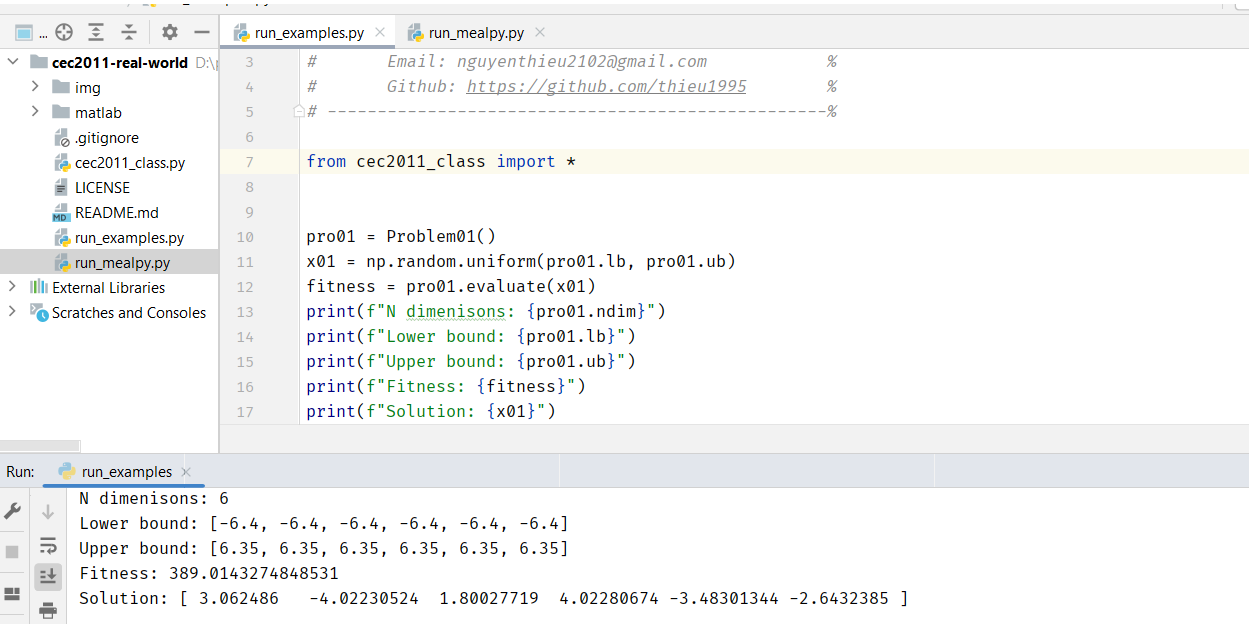 ...
run_examples.py
run_mealpy.py
cec2011-real-world D:\
img
matlab
.gitignore
cec2011_class.py
LICENSE
MD README.md
run_examples.py
run_mealpy.py
External Libraries
Scratches and Consoles
3 # Email: nguyenthieu2102@gmail.com %
4 # Github: https://github.com/thieu1995 %
5 # --------------------------------------------------%
6
7 from cec2011_class import *
8
9
10 pro01 = Problem01()
11 x01 = np.random.uniform(pro01.lb, pro01.ub)
12 fitness = pro01.evaluate(x01)
13 print(f"N dimenisons: {pro01.ndim}")
14 print(f"Lower bound: {pro01.lb}")
15 print(f"Upper bound: {pro01.ub}")
16 print(f"Fitness: {fitness}")
17 print(f"Solution: {x01}")
Run: run_examples
N dimenisons: 6
Lower bound: [-6.4, -6.4, -6.4, -6.4, -6.4, -6.4]
Upper bound: [6.35, 6.35, 6.35, 6.35, 6.35, 6.35]
Fitness: 389.0143274848531
Solution: [ 3.062486 -4.02230524 1.80027719 4.02280674 -3.48301344 -2.6432385 ]